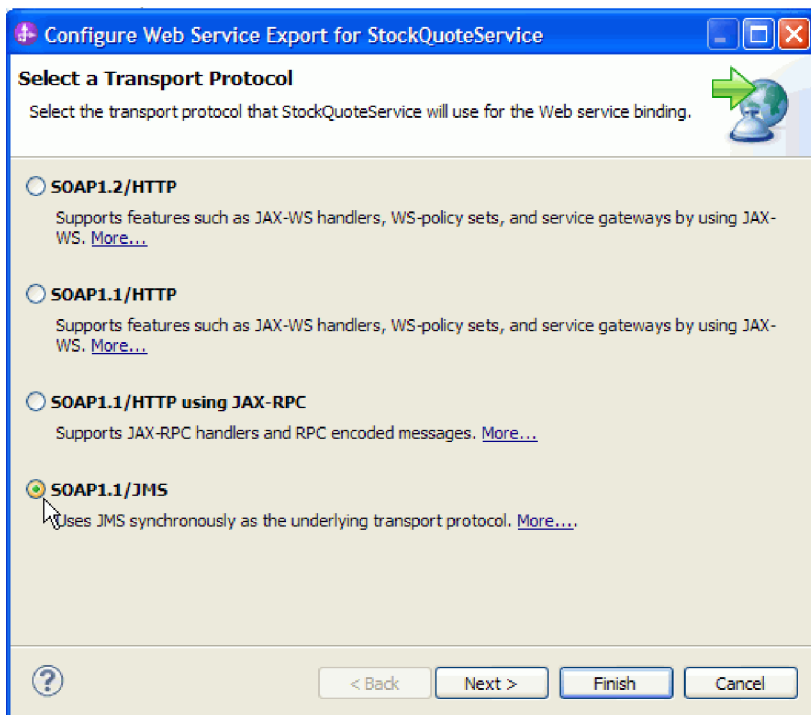 Configure Web Service Export for StockQuoteService
Select a Transport Protocol
Select the transport protocol that StockQuoteService will use for the Web service binding.
SOAP1.2/HTTP
Supports features such as JAX-WS handlers, WS-policy sets, and service gateways by using JAX-
WS. More...
SOAP1.1/HTTP
Supports features such as JAX-WS handlers, WS-policy sets, and service gateways by using JAX-
WS. More...
SOAP1.1/HTTP using JAX-RPC
Supports JAX-RPC handlers and RPC encoded messages. More...
SOAP1.1/JMS
Uses JMS synchronously as the underlying transport protocol. More....
? < Back Next > Finish Cancel